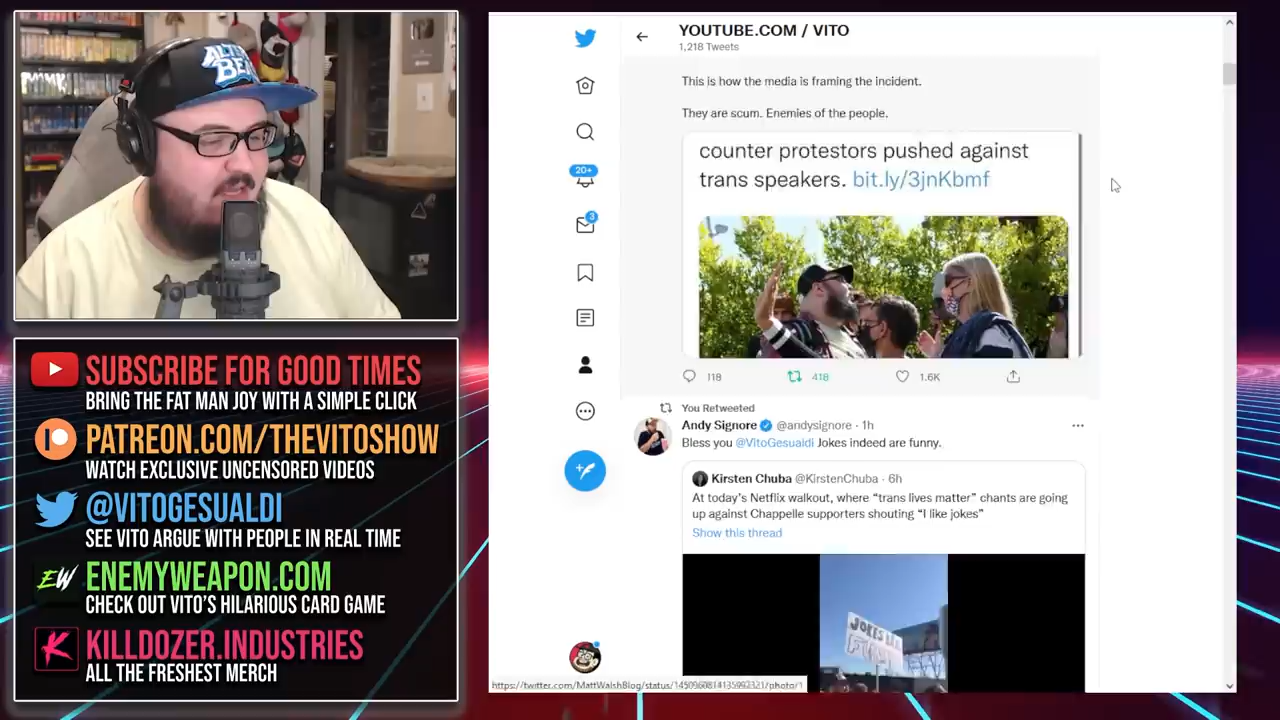 ALTERED
BEAST
SUBSCRIBE FOR GOOD TIMES
BRING THE FAT MAN JOY WITH A SIMPLE CLICK
PATREON.COM/THEVITOSHOW
WATCH EXCLUSIVE UNCENSORED VIDEOS
@VITOGESUALDI
SEE VITO ARGUE WITH PEOPLE IN REAL TIME
EW
ENEMYWEAPON.COM
CHECK OUT VITO'S HILARIOUS CARD GAME
K
KILLDOZER.INDUSTRIES
ALL THE FRESHEST MERCH
20+
3
YOUTUBE.COM / VITO
1,218 Tweets
This is how the media is framing the incident.
They are scum. Enemies of the people.
counter protestors pushed against
trans speakers. bit.ly/3jnKbmf
118 418 1.6K
You Retweeted
Andy Signore @andysignore · 1h
Bless you @VitoGesualdi Jokes indeed are funny.
Kirsten Chuba @KirstenChuba · 6h
At today's Netflix walkout, where "trans lives matter" chants are going
up against Chappelle supporters shouting "I like jokes"
Show this thread
JOKES